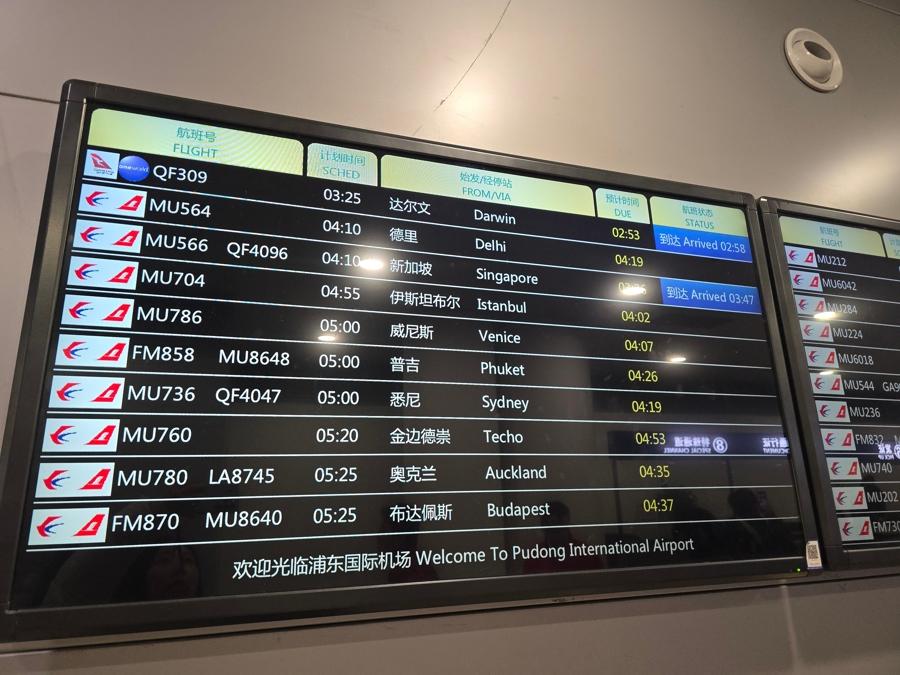 航班号 计划时间 始发/经停站 预计时间 航班状态
FLIGHT SCHED FROM/VIA DUE STATUS
oneworld QF309 03:25 达尔文 Darwin 02:53 到达 Arrived 02:58
MU564 04:10 德里 Delhi 04:19
MU566 QF4096 04:10 新加坡 Singapore 到达 Arrived 03:47
MU704 04:55 伊斯坦布尔 Istanbul 04:02
MU786 05:00 威尼斯 Venice 04:07
FM858 MU8648 05:00 普吉 Phuket 04:26
MU736 QF4047 05:00 悉尼 Sydney 04:19
MU760 05:20 金边德崇 Techo 04:53
MU780 LA8745 05:25 奥克兰 Auckland 04:35
FM870 MU8640 05:25 布达佩斯 Budapest 04:37
欢迎光临浦东国际机场 Welcome To Pudong International Airport
航班号
FLIGHT
MU212
MU6042
MU284
MU224
MU6018
MU544
MU236
FM832
MU740
MU202
FM730